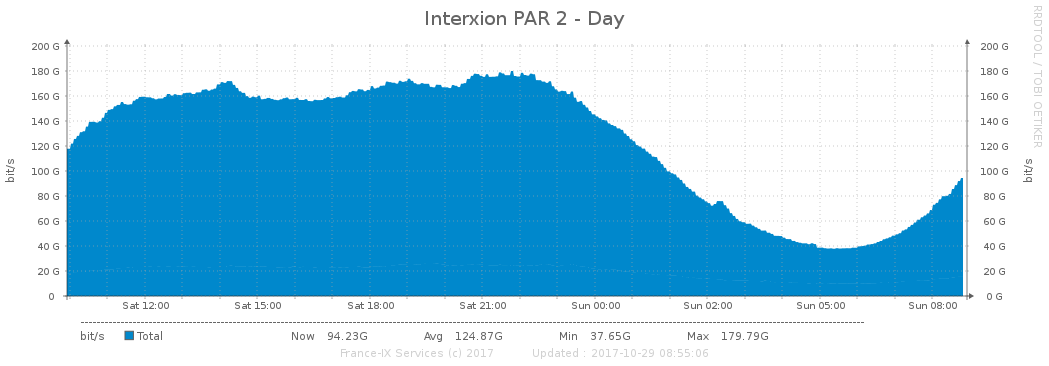 Interxion PAR 2 - Day
RRDTOOL / TOBI OETIKER
200 G 200 G
180 G 180 G
160 G 160 G
140 G 140 G
120 G 120 G
100 G 100 G
80 G 80 G
60 G 60 G
40 G 40 G
20 G 20 G
0 0 G
bit/s bit/s
Sat 12:00 Sat 15:00 Sat 18:00 Sat 21:00 Sun 00:00 Sun 02:00 Sun 05:00 Sun 08:00
bit/s Total Now 94.23G Avg 124.87G Min 37.65G Max 179.79G
France-IX Services (c) 2017 Updated : 2017-10-29 08:55:06